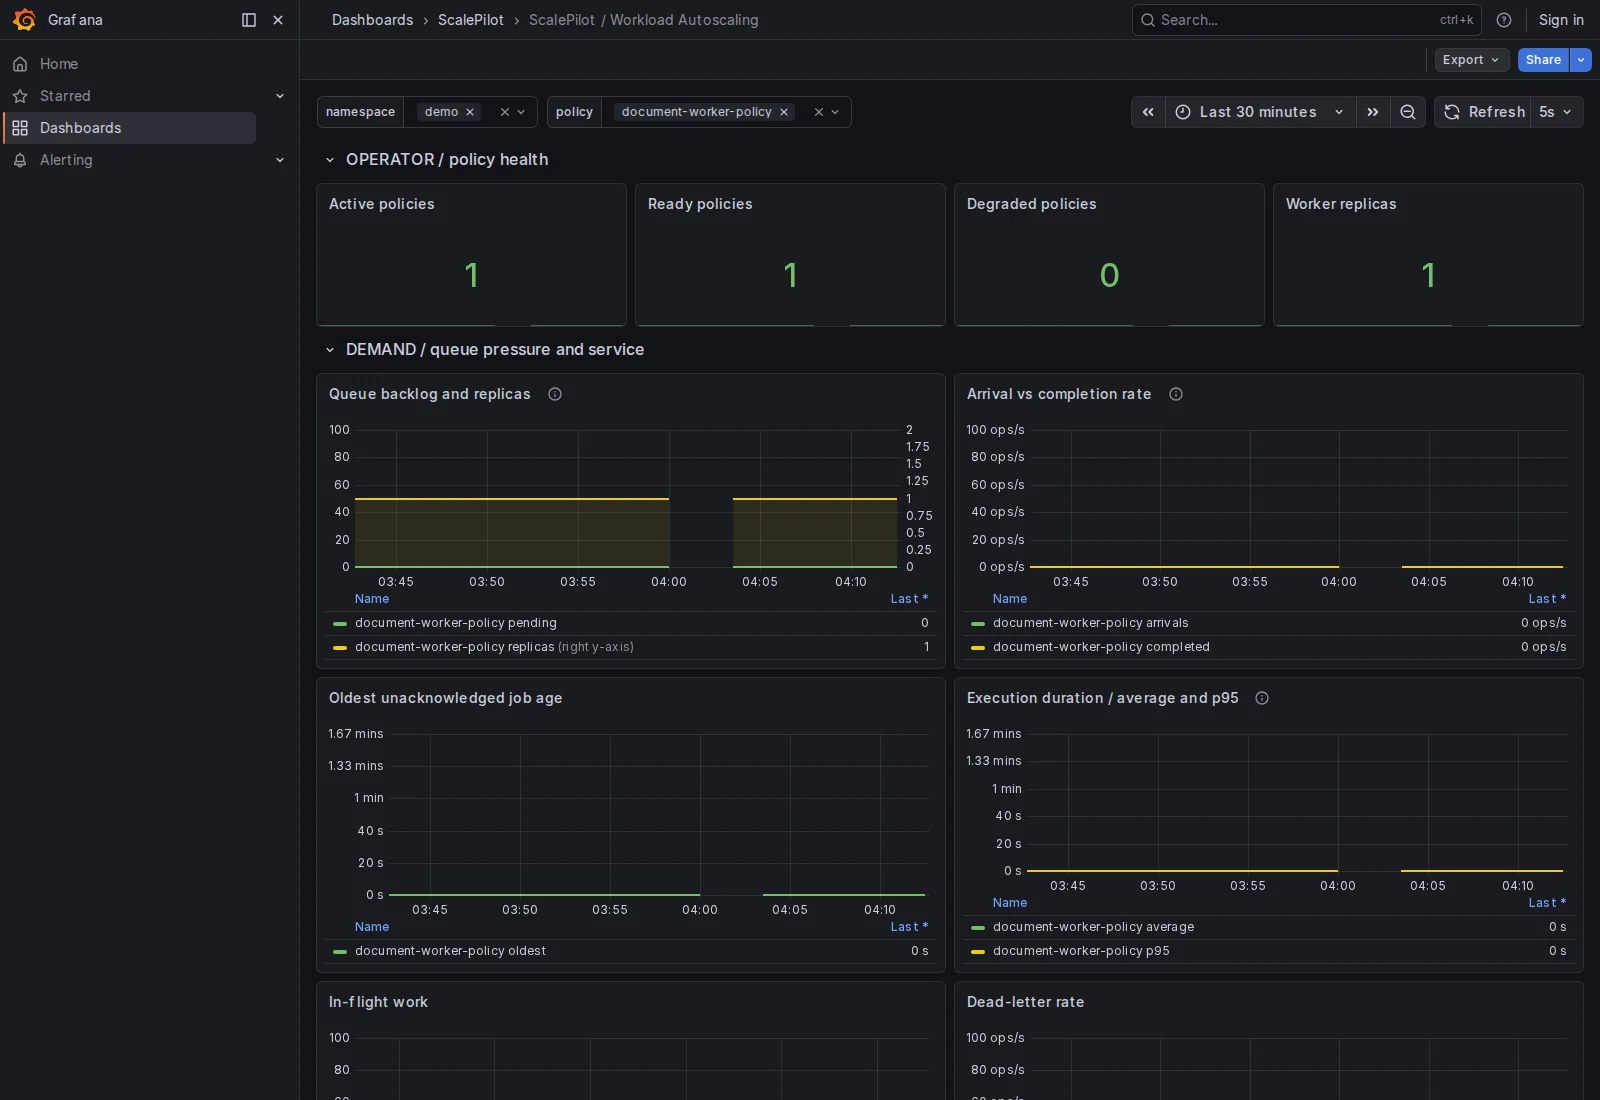 Grafana
Dashboards › ScalePilot › ScalePilot / Workload Autoscaling
Search... ctrl+k
Sign in
Export
Share
Home
Starred
Dashboards
Alerting
namespace demo
policy document-worker-policy
Last 30 minutes
Refresh 5s
OPERATOR / policy health
Active policies
1
Ready policies
1
Degraded policies
0
Worker replicas
1
DEMAND / queue pressure and service
Queue backlog and replicas
100
80
60
40
20
0
2
1.75
1.5
1.25
1
0.75
0.5
0.25
0
03:45 03:50 03:55 04:00 04:05 04:10
Name Last *
document-worker-policy pending 0
document-worker-policy replicas (right y-axis) 1
Arrival vs completion rate
100 ops/s
80 ops/s
60 ops/s
40 ops/s
20 ops/s
0 ops/s
03:45 03:50 03:55 04:00 04:05 04:10
Name Last *
document-worker-policy arrivals 0 ops/s
document-worker-policy completed 0 ops/s
Oldest unacknowledged job age
1.67 mins
1.33 mins
1 min
40 s
20 s
0 s
03:45 03:50 03:55 04:00 04:05 04:10
Name Last *
document-worker-policy oldest 0 s
Execution duration / average and p95
1.67 mins
1.33 mins
1 min
40 s
20 s
0 s
03:45 03:50 03:55 04:00 04:05 04:10
Name Last *
document-worker-policy average 0 s
document-worker-policy p95 0 s
In-flight work
100
80
Dead-letter rate
100 ops/s
80 ops/s